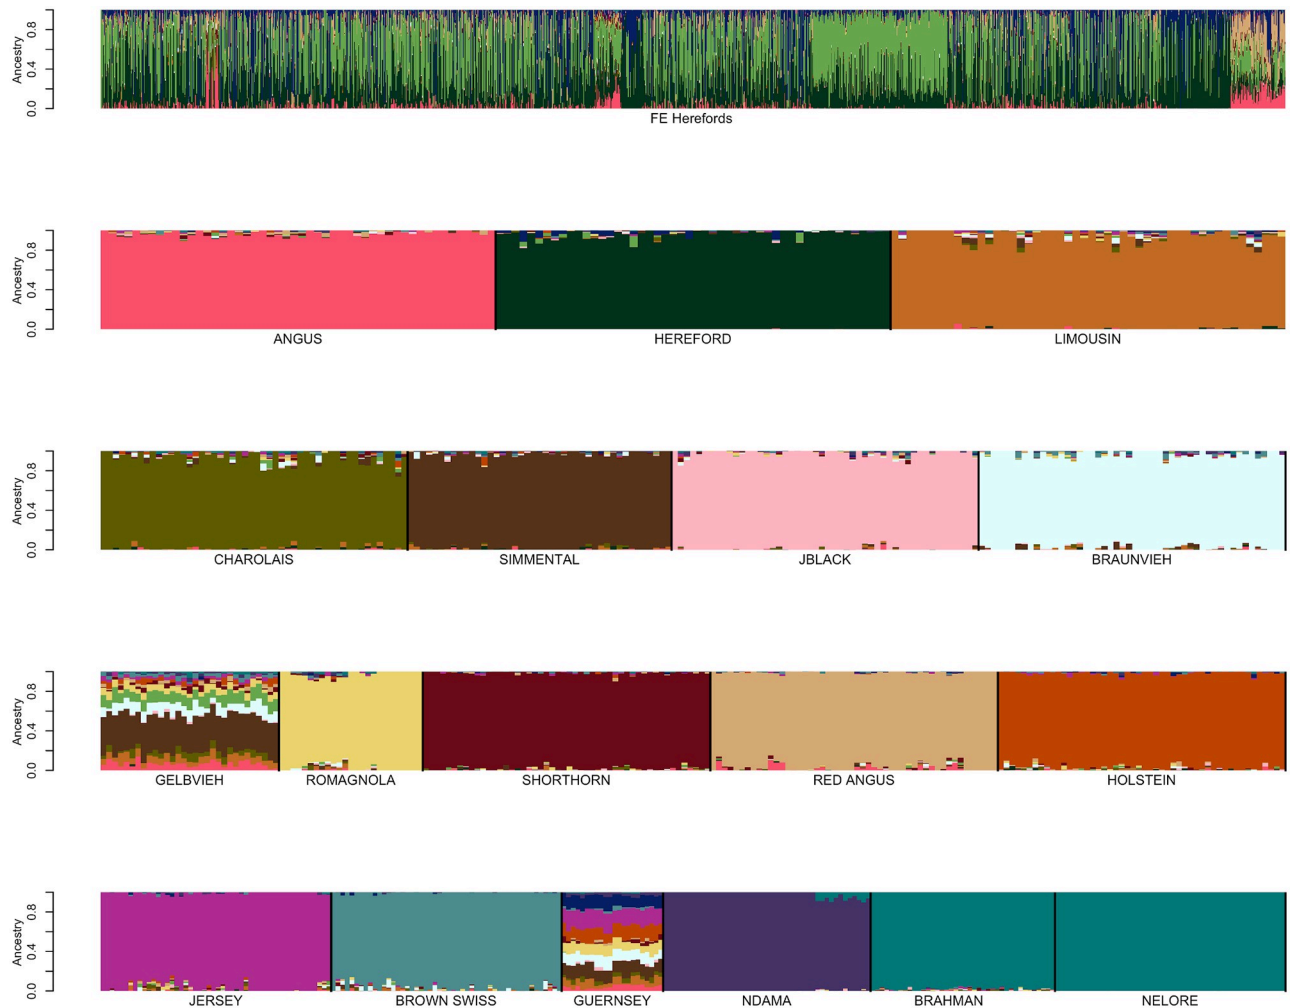 Ancestry
0.0 0.4 0.8
FE Herefords
Ancestry
0.0 0.4 0.8
ANGUS HEREFORD LIMOUSIN
Ancestry
0.0 0.4 0.8
CHAROLAIS SIMMENTAL JBLACK BRAUNVIEH
Ancestry
0.0 0.4 0.8
GELBVIEH ROMAGNOLA SHORTHORN RED ANGUS HOLSTEIN
Ancestry
0.0 0.4 0.8
JERSEY BROWN SWISS GUERNSEY NDAMA BRAHMAN NELORE